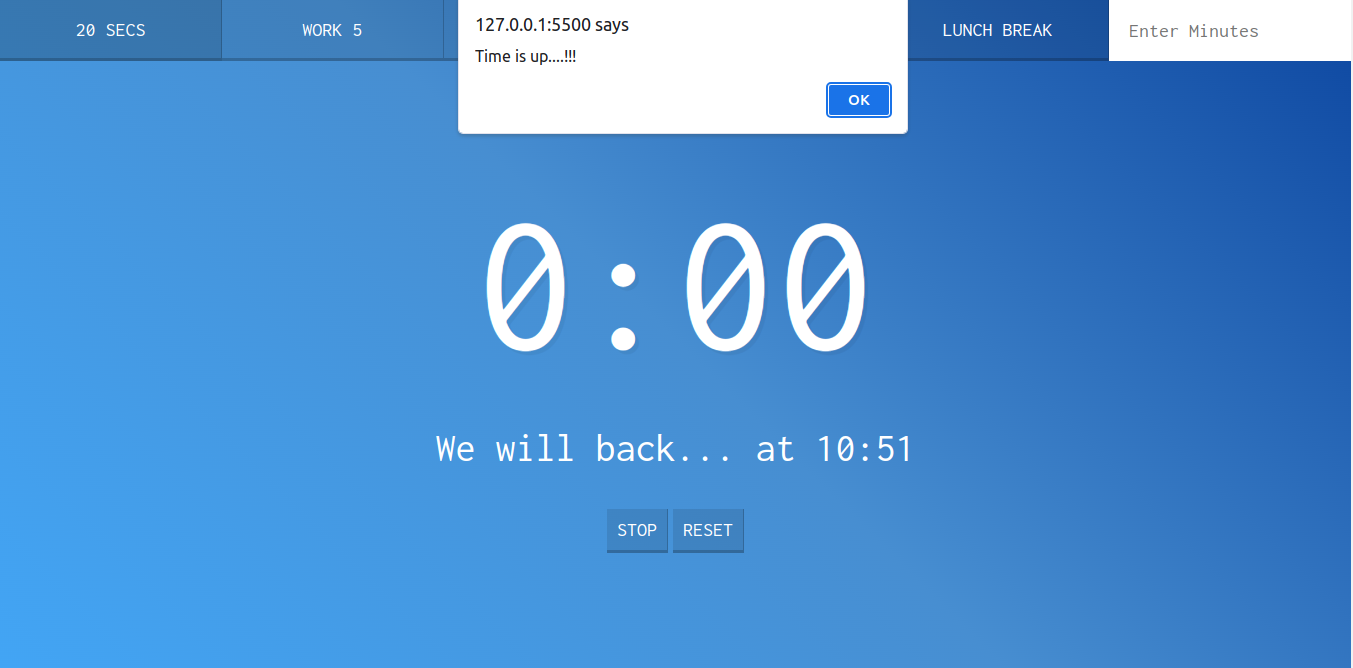 20 SECS
WORK 5
LUNCH BREAK
Enter Minutes
127.0.0.1:5500 says
Time is up....!!!
OK
0:00
We will back... at 10:51
STOP
RESET